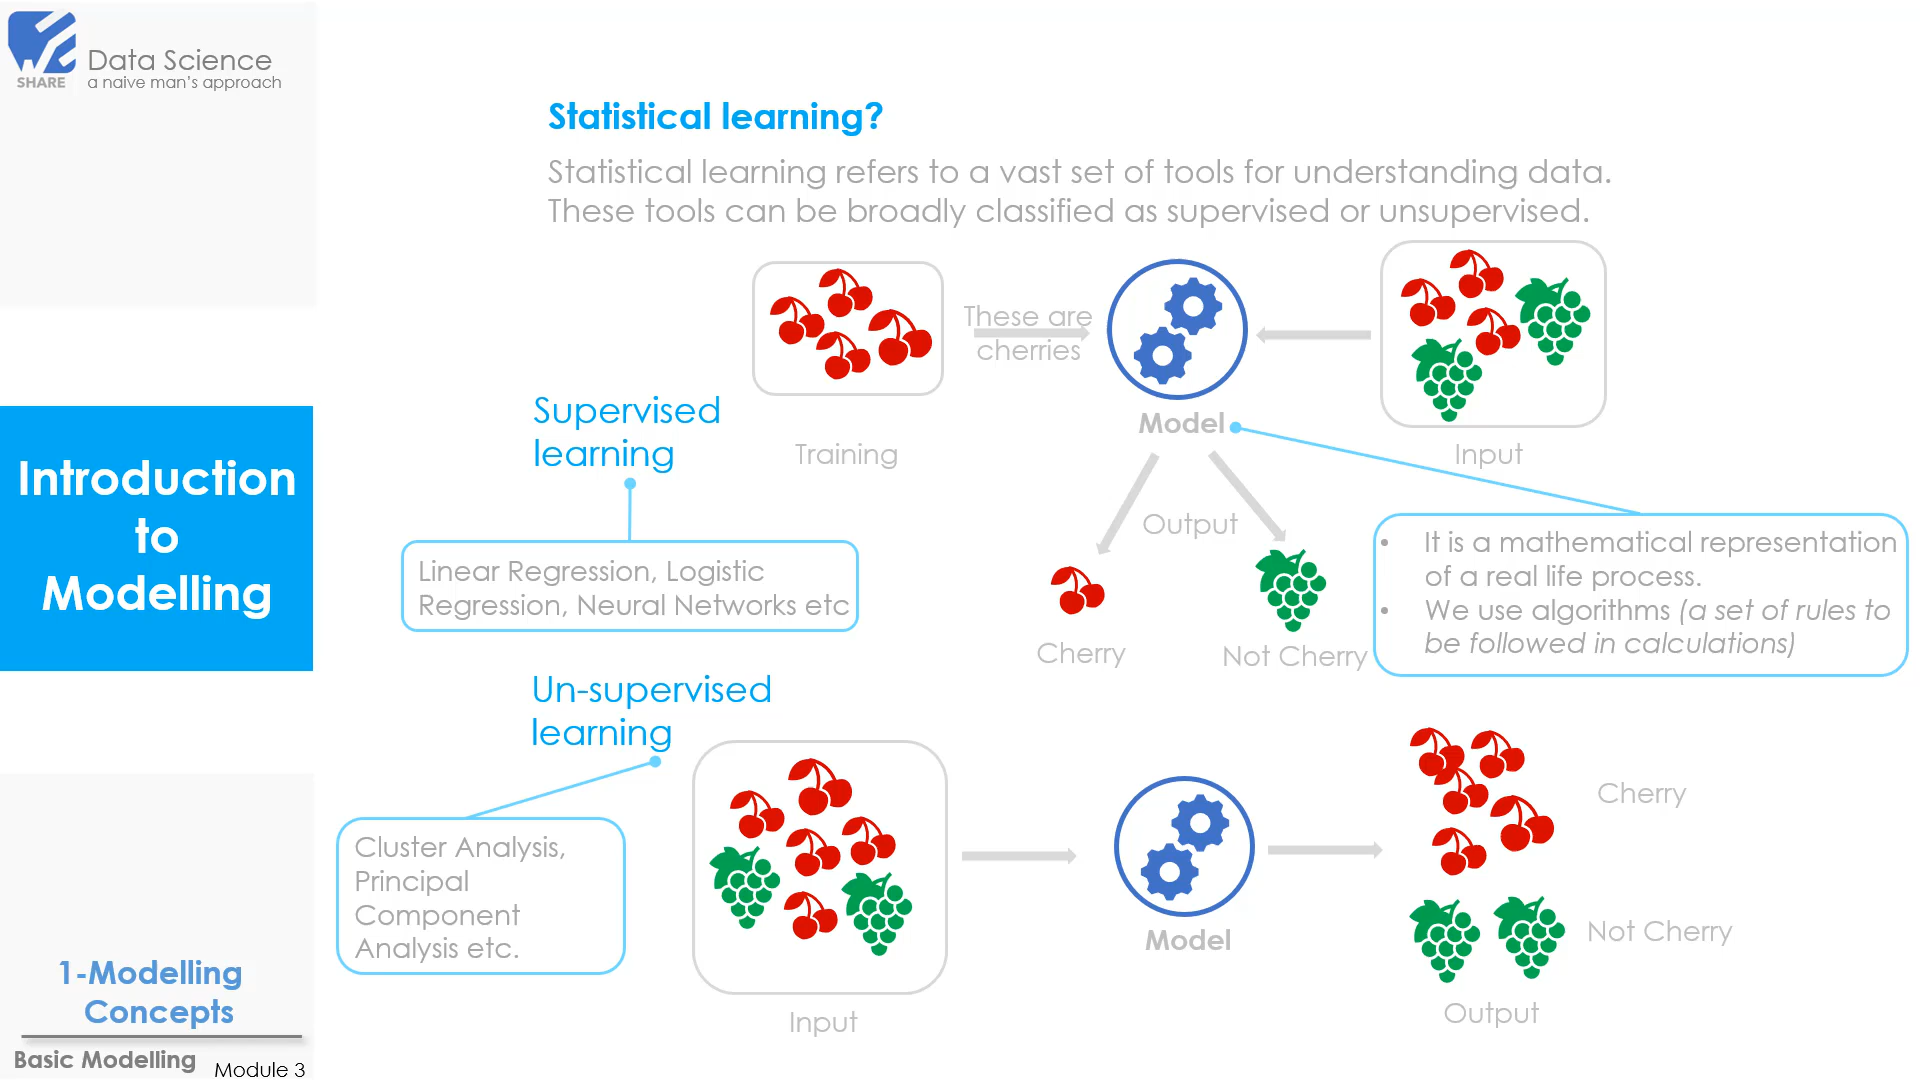 SHARE
Data Science
a naive man's approach
Statistical learning?
Statistical learning refers to a vast set of tools for understanding data.
These tools can be broadly classified as supervised or unsupervised.
These are
cherries
Supervised
learning
Training
Model
Input
Output
Linear Regression, Logistic
Regression, Neural Networks etc
Cherry
Not Cherry
• It is a mathematical representation
of a real life process.
• We use algorithms (a set of rules to
be followed in calculations)
Introduction
to
Modelling
Un-supervised
learning
Cluster Analysis,
Principal
Component
Analysis etc.
Input
Model
Cherry
Not Cherry
Output
1-Modelling
Concepts
Basic Modelling
Module 3